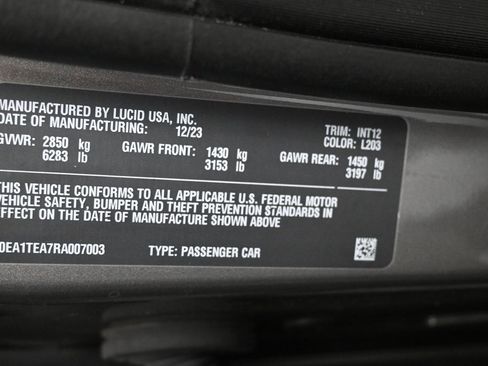 MANUFACTURED BY LUCID USA, INC.
DATE OF MANUFACTURING: 12/23 TRIM: INT12
COLOR: L203
GVWR: 2850 kg GAWR FRONT: 1430 kg GAWR REAR: 1450 kg
6283 lb 3153 lb 3197 lb
THIS VEHICLE CONFORMS TO ALL APPLICABLE U.S. FEDERAL MOTOR
VEHICLE SAFETY, BUMPER AND THEFT PREVENTION STANDARDS IN
EFFECT ON THE DATE OF MANUFACTURE SHOWN ABOVE
0EA1TEA7RA007003 TYPE: PASSENGER CAR